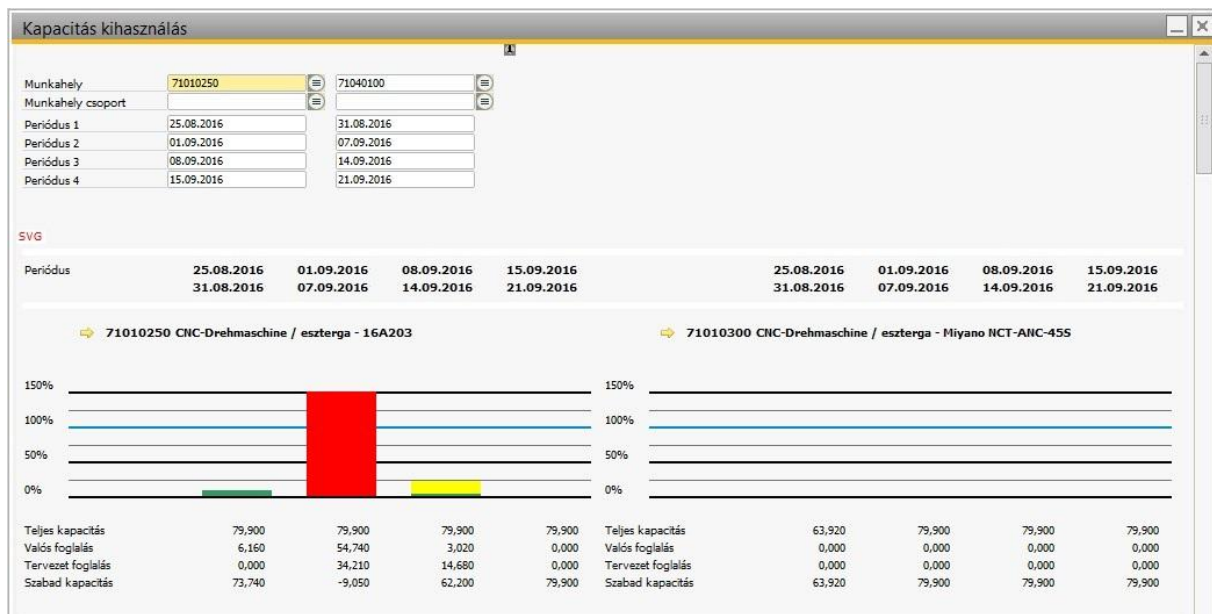 Kapacitás kihasználás
Munkahely 71010250 71040100
Munkahely csoport
Periódus 1 25.08.2016 31.08.2016
Periódus 2 01.09.2016 07.09.2016
Periódus 3 08.09.2016 14.09.2016
Periódus 4 15.09.2016 21.09.2016
SVG
Periódus 25.08.2016 01.09.2016 08.09.2016 15.09.2016 25.08.2016 01.09.2016 08.09.2016 15.09.2016
31.08.2016 07.09.2016 14.09.2016 21.09.2016 31.08.2016 07.09.2016 14.09.2016 21.09.2016
71010250 CNC-Drehmaschine / eszterga - 16A203 71010300 CNC-Drehmaschine / eszterga - Miyano NCT-ANC-45S
150% 150%
100% 100%
50% 50%
0% 0%
Teljes kapacitás 79,900 79,900 79,900 79,900 Teljes kapacitás 63,920 79,900 79,900 79,900
Valós foglalás 6,160 54,740 3,020 0,000 Valós foglalás 0,000 0,000 0,000 0,000
Tervezet foglalás 0,000 34,210 14,680 0,000 Tervezet foglalás 0,000 0,000 0,000 0,000
Szabad kapacitás 73,740 -9,050 62,200 79,900 Szabad kapacitás 63,920 79,900 79,900 79,900